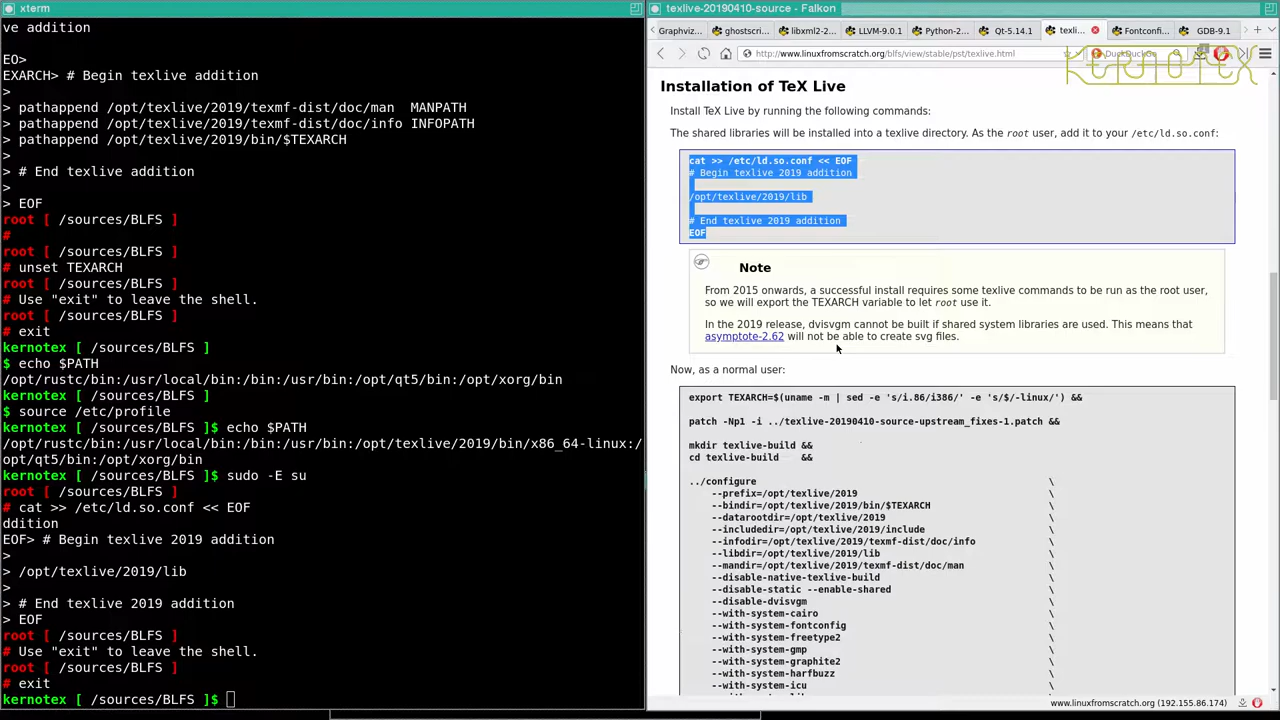 xterm
ve addition
EO>
EXARCH> # Begin texlive addition
>
> pathappend /opt/texlive/2019/texmf-dist/doc/man  MANPATH
> pathappend /opt/texlive/2019/texmf-dist/doc/info INFOPATH
> pathappend /opt/texlive/2019/bin/$TEXARCH
>
> # End texlive addition
>
> EOF
root [ /sources/BLFS ]
#
root [ /sources/BLFS ]
# unset TEXARCH
root [ /sources/BLFS ]
# Use "exit" to leave the shell.
root [ /sources/BLFS ]
# exit
kernotex [ /sources/BLFS ]
$ echo $PATH
/opt/rustc/bin:/usr/local/bin:/bin:/usr/bin:/opt/qt5/bin:/opt/xorg/bin
kernotex [ /sources/BLFS ]
$ source /etc/profile
kernotex [ /sources/BLFS ]$ echo $PATH
/opt/rustc/bin:/usr/local/bin:/bin:/usr/bin:/opt/texlive/2019/bin/x86_64-linux:/
opt/qt5/bin:/opt/xorg/bin
kernotex [ /sources/BLFS ]$ sudo -E su
root [ /sources/BLFS ]
# cat >> /etc/ld.so.conf << EOF
ddition
EOF> # Begin texlive 2019 addition
>
> /opt/texlive/2019/lib
>
> # End texlive 2019 addition
> EOF
root [ /sources/BLFS ]
# Use "exit" to leave the shell.
root [ /sources/BLFS ]
# exit
kernotex [ /sources/BLFS ]$
texlive-20190410-source - Falkon
Graphviz... ghostscri... libxml2-2... LLVM-9.0.1 Python-2... Qt-5.14.1 texli... Fontconfi... GDB-9.1
http://www.linuxfromscratch.org/blfs/view/stable/pst/texlive.html DuckDuckGo
KERNOTEX
Installation of TeX Live
Install TeX Live by running the following commands:
The shared libraries will be installed into a texlive directory. As the root user, add it to your /etc/ld.so.conf:
cat >> /etc/ld.so.conf << EOF
# Begin texlive 2019 addition
/opt/texlive/2019/lib
# End texlive 2019 addition
EOF
Note
From 2015 onwards, a successful install requires some texlive commands to be run as the root user,
so we will export the TEXARCH variable to let root use it.
In the 2019 release, dvisvgm cannot be built if shared system libraries are used. This means that
asymptote-2.62 will not be able to create svg files.
Now, as a normal user:
export TEXARCH=$(uname -m | sed -e 's/i.86/i386/' -e 's/$/-linux/') &&
patch -Np1 -i ../texlive-20190410-source-upstream_fixes-1.patch &&
mkdir texlive-build &&
cd texlive-build    &&
../configure \
--prefix=/opt/texlive/2019 \
--bindir=/opt/texlive/2019/bin/$TEXARCH \
--datarootdir=/opt/texlive/2019 \
--includedir=/opt/texlive/2019/include \
--infodir=/opt/texlive/2019/texmf-dist/doc/info \
--libdir=/opt/texlive/2019/lib \
--mandir=/opt/texlive/2019/texmf-dist/doc/man \
--disable-native-texlive-build \
--disable-static --enable-shared \
--disable-dvisvgm \
--with-system-cairo \
--with-system-fontconfig \
--with-system-freetype2 \
--with-system-gmp \
--with-system-graphite2 \
--with-system-harfbuzz \
--with-system-icu \
www.linuxfromscratch.org (192.155.86.174)